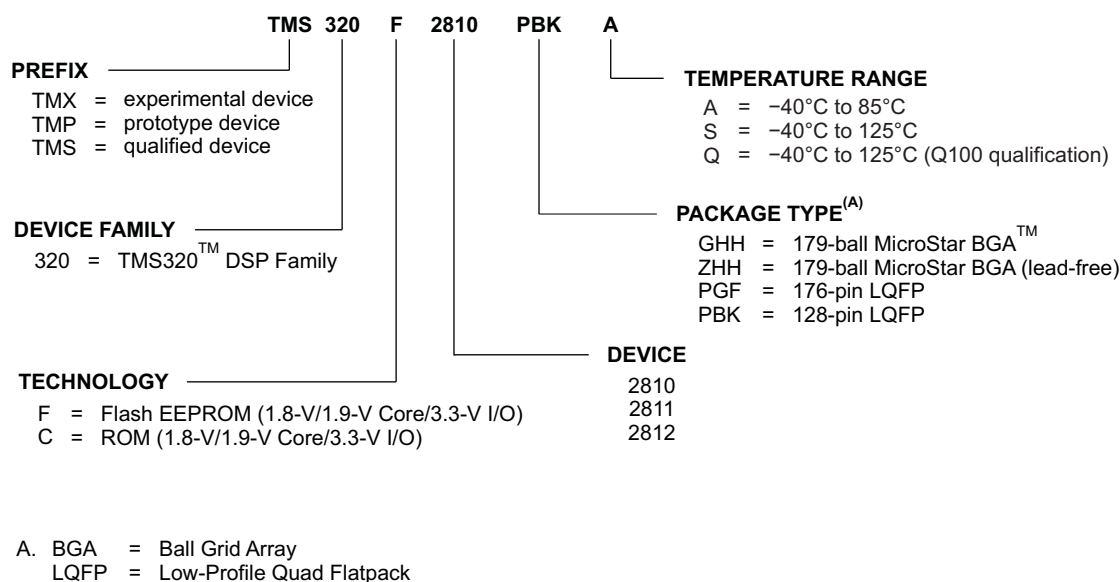 TMS 320 F 2810 PBK A
PREFIX
TMX = experimental device
TMP = prototype device
TMS = qualified device
TEMPERATURE RANGE
A = −40°C to 85°C
S = −40°C to 125°C
Q = −40°C to 125°C (Q100 qualification)
DEVICE FAMILY
320 = TMS320™ DSP Family
PACKAGE TYPE(A)
GHH = 179-ball MicroStar BGA™
ZHH = 179-ball MicroStar BGA (lead-free)
PGF = 176-pin LQFP
PBK = 128-pin LQFP
TECHNOLOGY
F = Flash EEPROM (1.8-V/1.9-V Core/3.3-V I/O)
C = ROM (1.8-V/1.9-V Core/3.3-V I/O)
DEVICE
2810
2811
2812
A. BGA = Ball Grid Array
LQFP = Low-Profile Quad Flatpack